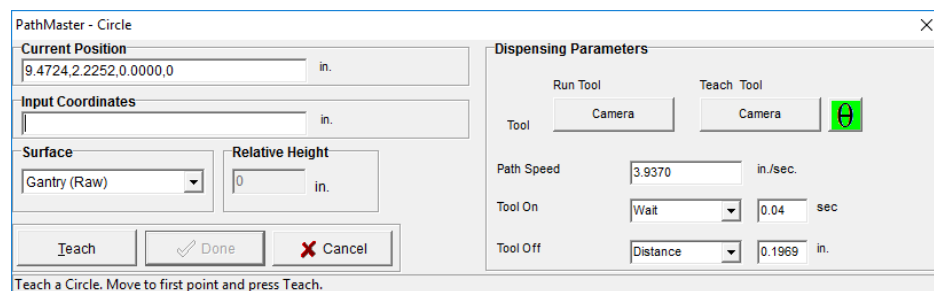 PathMaster - Circle
Current Position
9.4724,2.2252,0.0000,0 in.
Input Coordinates
in.
Surface
Gantry (Raw)
Relative Height
0 in.
Teach Done Cancel
Dispensing Parameters
Run Tool Teach Tool
Tool Camera Camera θ
Path Speed 3.9370 in./sec.
Tool On Wait 0.04 sec
Tool Off Distance 0.1969 in.
Teach a Circle. Move to first point and press Teach.